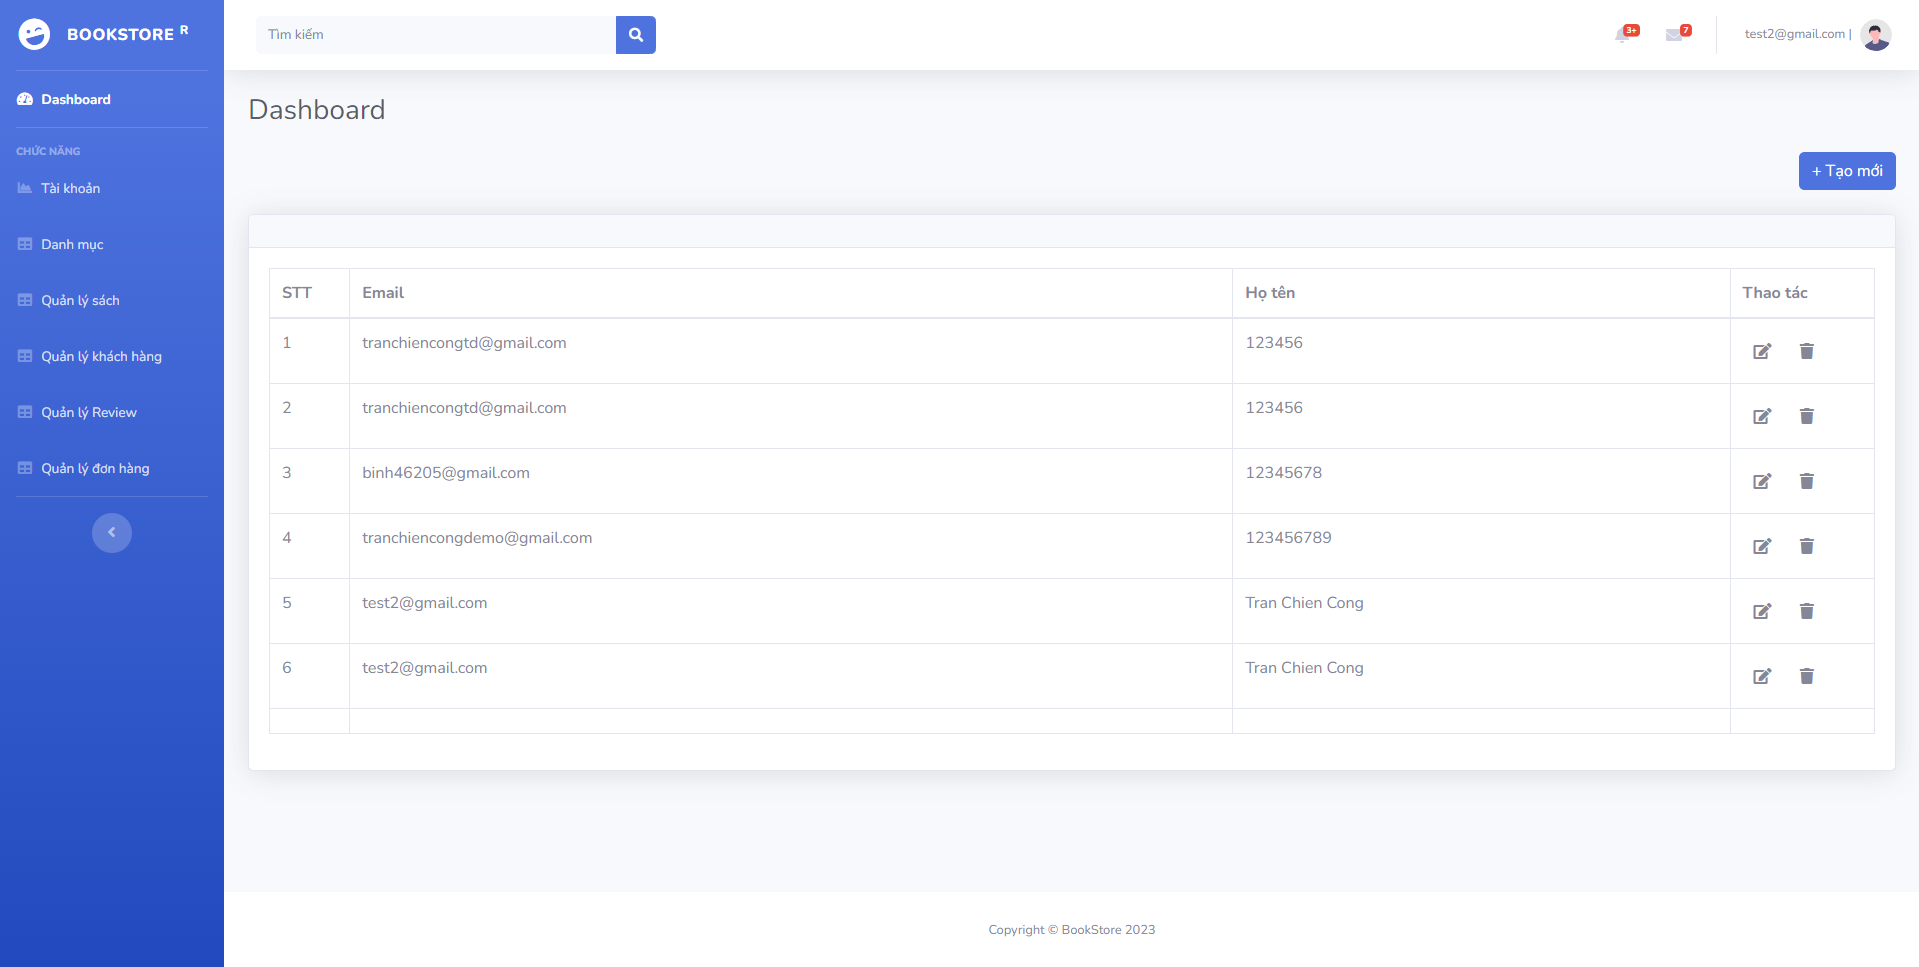 BOOKSTORE R
Dashboard
CHỨC NĂNG
Tài khoản
Danh mục
Quản lý sách
Quản lý khách hàng
Quản lý Review
Quản lý đơn hàng
Tìm kiếm
3+
7
test2@gmail.com |
Dashboard
+ Tạo mới
STT Email Họ tên Thao tác
1 tranchiencongtd@gmail.com 123456
2 tranchiencongtd@gmail.com 123456
3 binh46205@gmail.com 12345678
4 tranchiencongdemo@gmail.com 123456789
5 test2@gmail.com Tran Chien Cong
6 test2@gmail.com Tran Chien Cong
Copyright © BookStore 2023